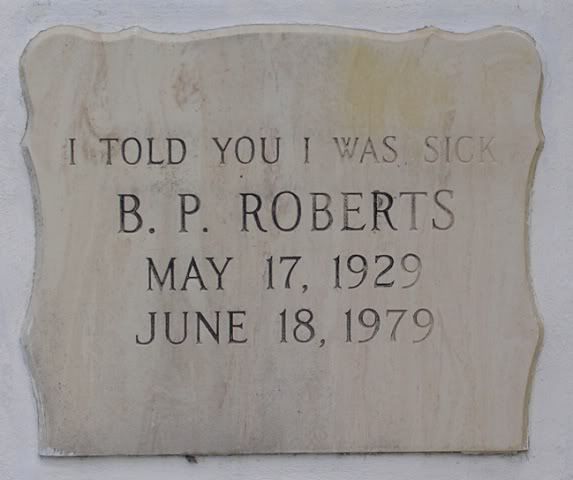 I TOLD YOU I WAS SICK
B. P. ROBERTS
MAY 17, 1929
JUNE 18, 1979